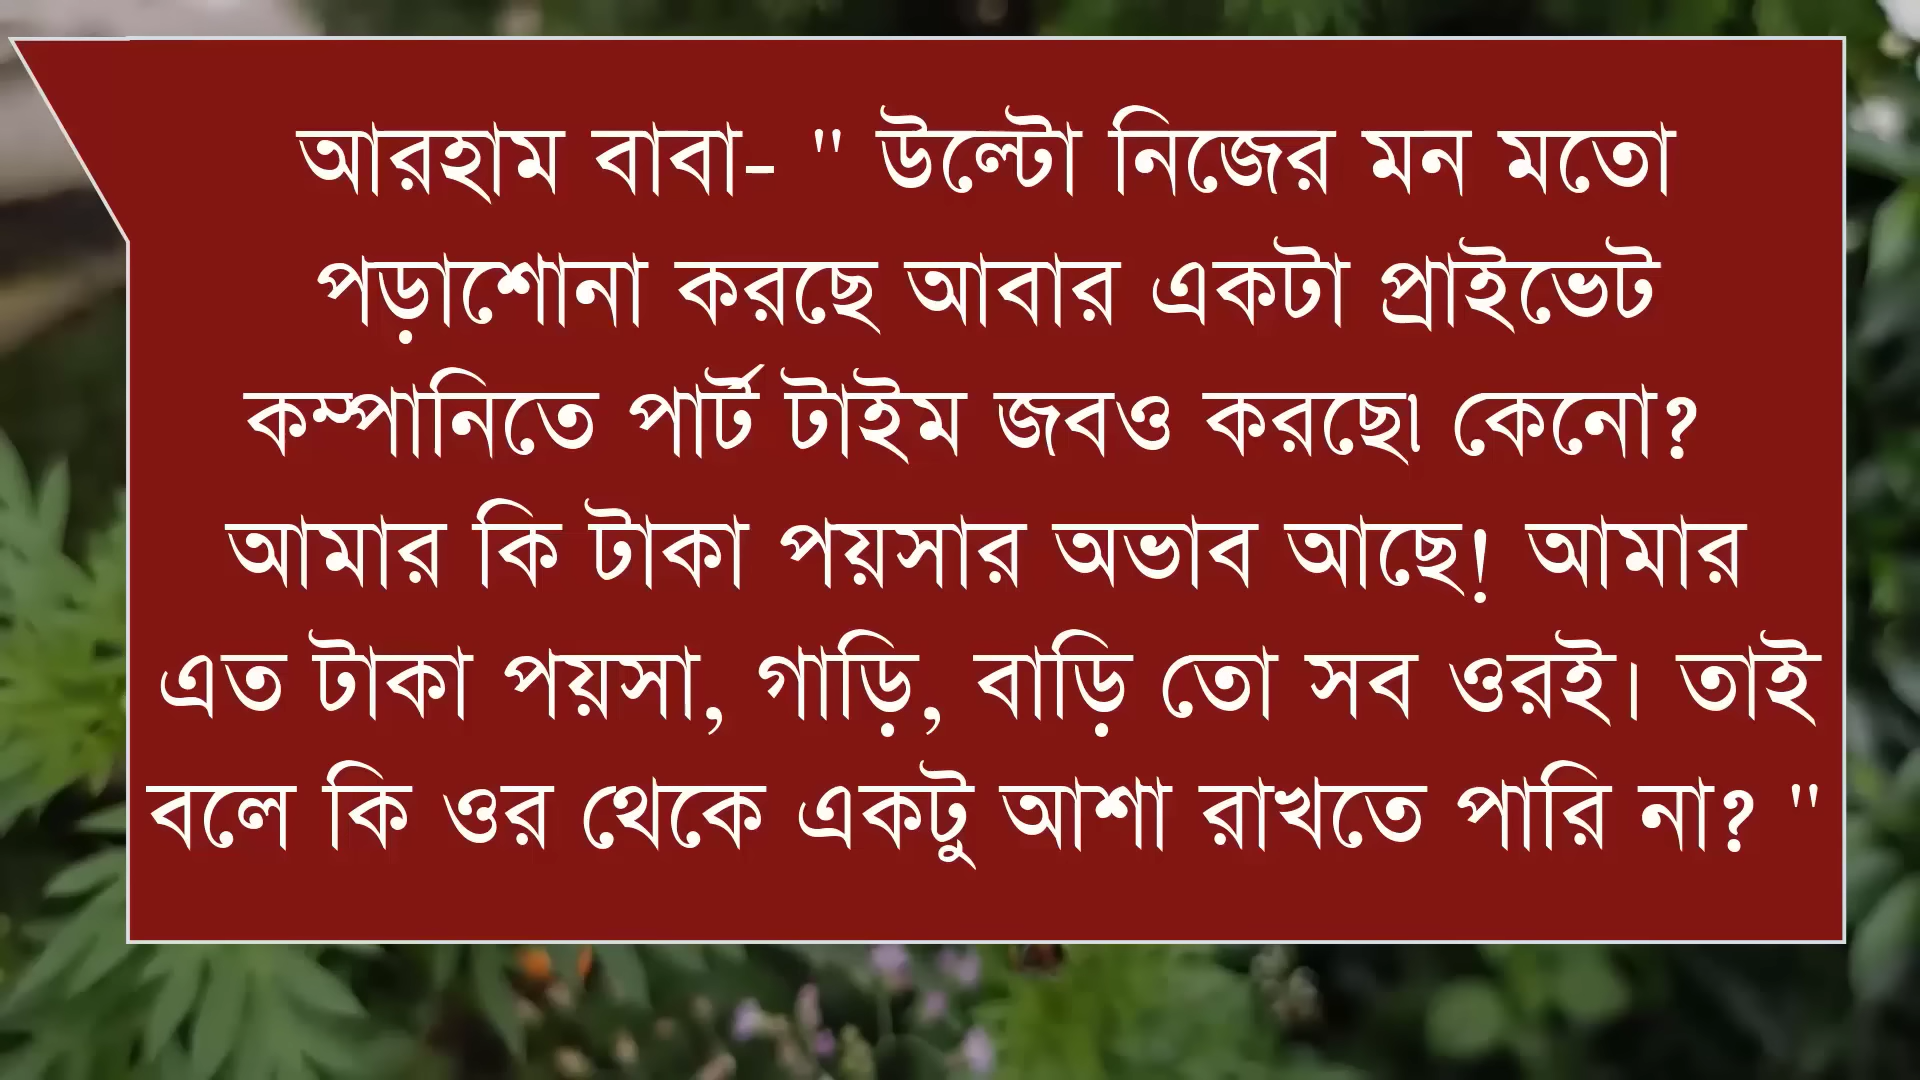 আরহাম বাবা- " উল্টো নিজের মন মতো
পড়াশোনা করছে আবার একটা প্রাইভেট
কম্পানিতে পার্ট টাইম জবও করছে৷ কেনো?
আমার কি টাকা পয়সার অভাব আছে! আমার
এত টাকা পয়সা, গাড়ি, বাড়ি তো সব ওরই। তাই
বলে কি ওর থেকে একটু আশা রাখতে পারি না? "